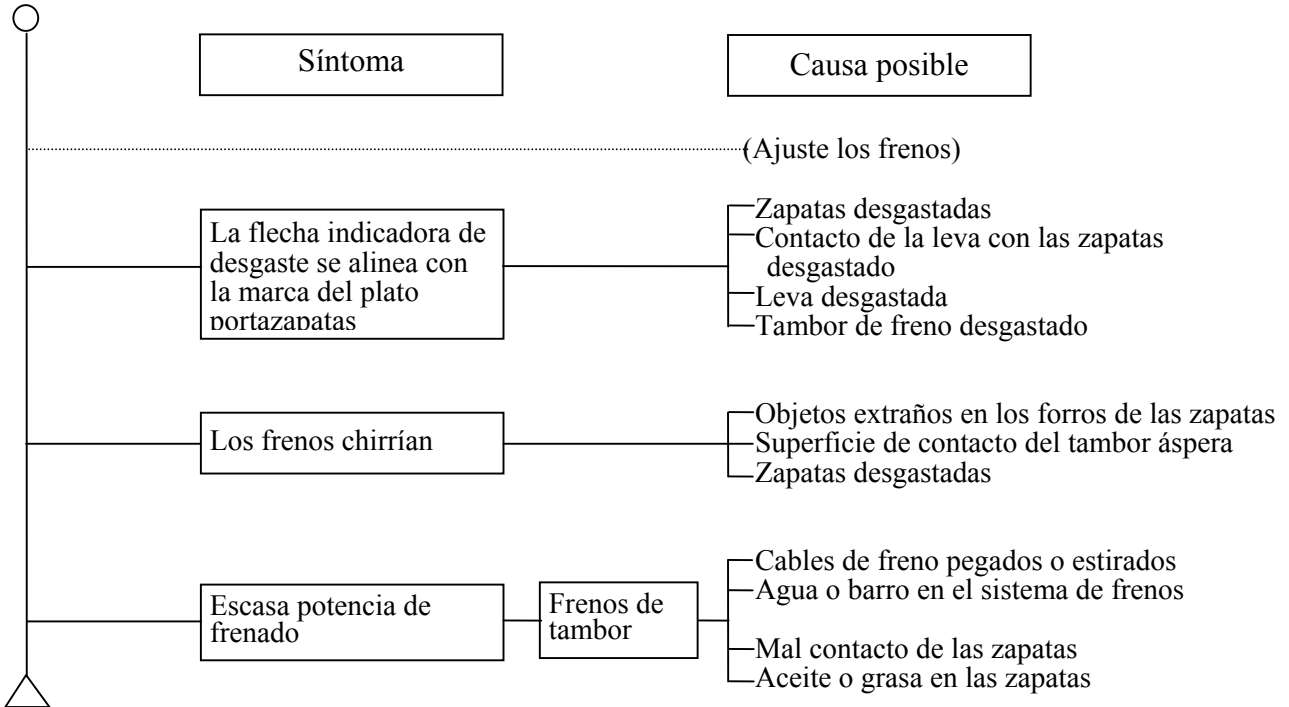 Síntoma
Causa posible
(Ajuste los frenos)
La flecha indicadora de
desgaste se alinea con
la marca del plato
portazapatas
Zapatas desgastadas
Contacto de la leva con las zapatas
desgastado
Leva desgastada
Tambor de freno desgastado
Los frenos chirrían
Objetos extraños en los forros de las zapatas
Superficie de contacto del tambor áspera
Zapatas desgastadas
Escasa potencia de
frenado
Frenos de
tambor
Cables de freno pegados o estirados
Agua o barro en el sistema de frenos
Mal contacto de las zapatas
Aceite o grasa en las zapatas